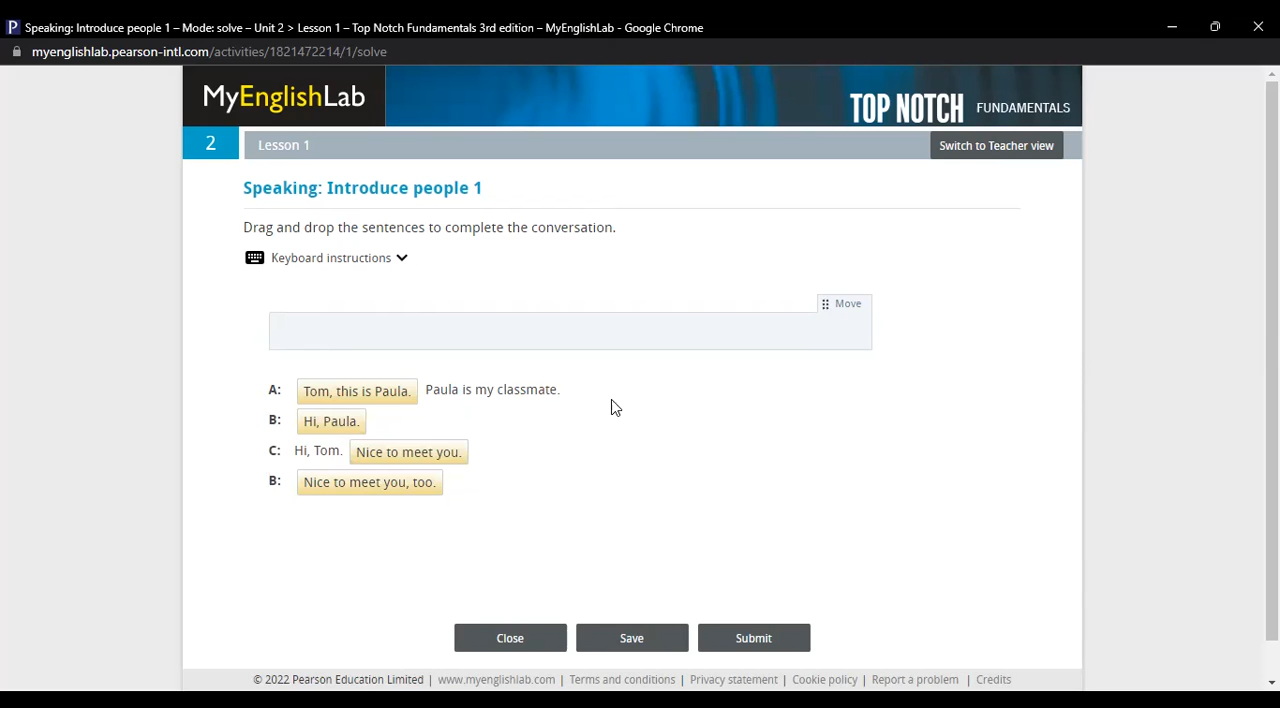 Speaking: Introduce people 1 – Mode: solve – Unit 2 > Lesson 1 – Top Notch Fundamentals 3rd edition – MyEnglishLab - Google Chrome
myenglishlab.pearson-intl.com/activities/1821472214/1/solve
MyEnglishLab
TOP NOTCH FUNDAMENTALS
2 Lesson 1 Switch to Teacher view
Speaking: Introduce people 1
Drag and drop the sentences to complete the conversation.
Keyboard instructions
Move
A: Tom, this is Paula. Paula is my classmate.
B: Hi, Paula.
C: Hi, Tom. Nice to meet you.
B: Nice to meet you, too.
Close Save Submit
© 2022 Pearson Education Limited | www.myenglishlab.com | Terms and conditions | Privacy statement | Cookie policy | Report a problem | Credits